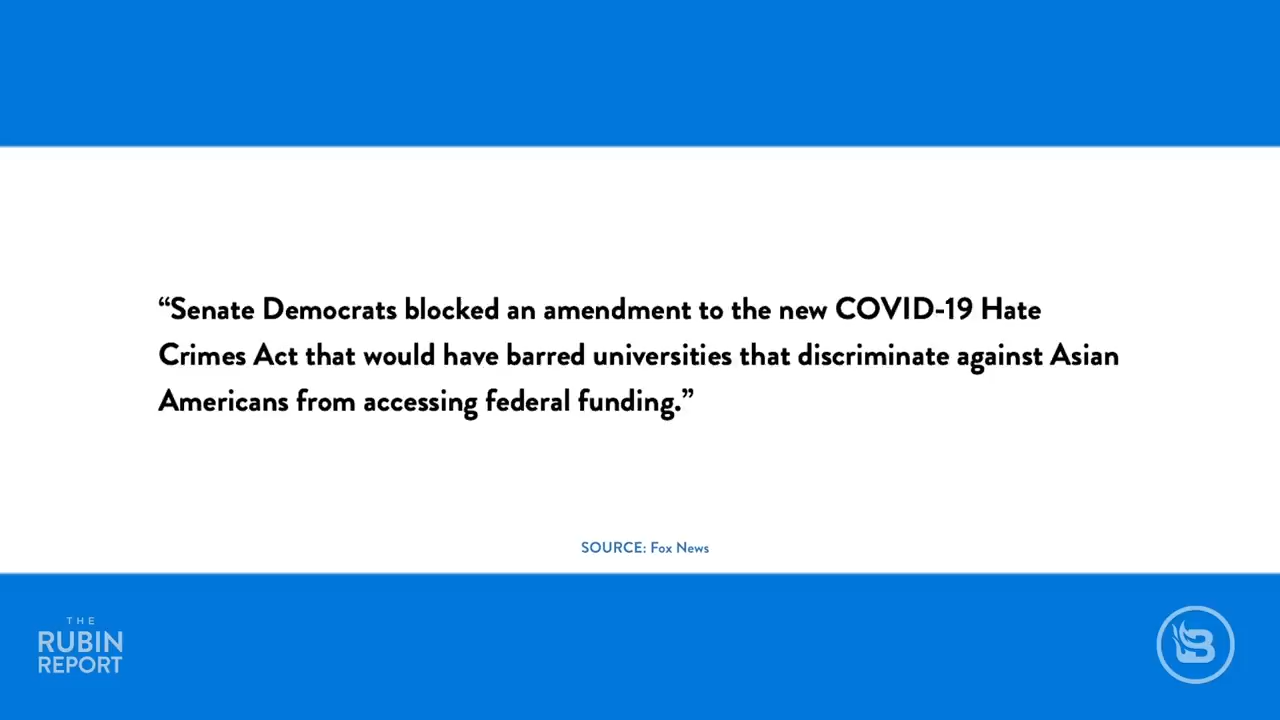 “Senate Democrats blocked an amendment to the new COVID-19 Hate
Crimes Act that would have barred universities that discriminate against Asian
Americans from accessing federal funding.”
SOURCE: Fox News
THE
RUBIN
REPORT
B